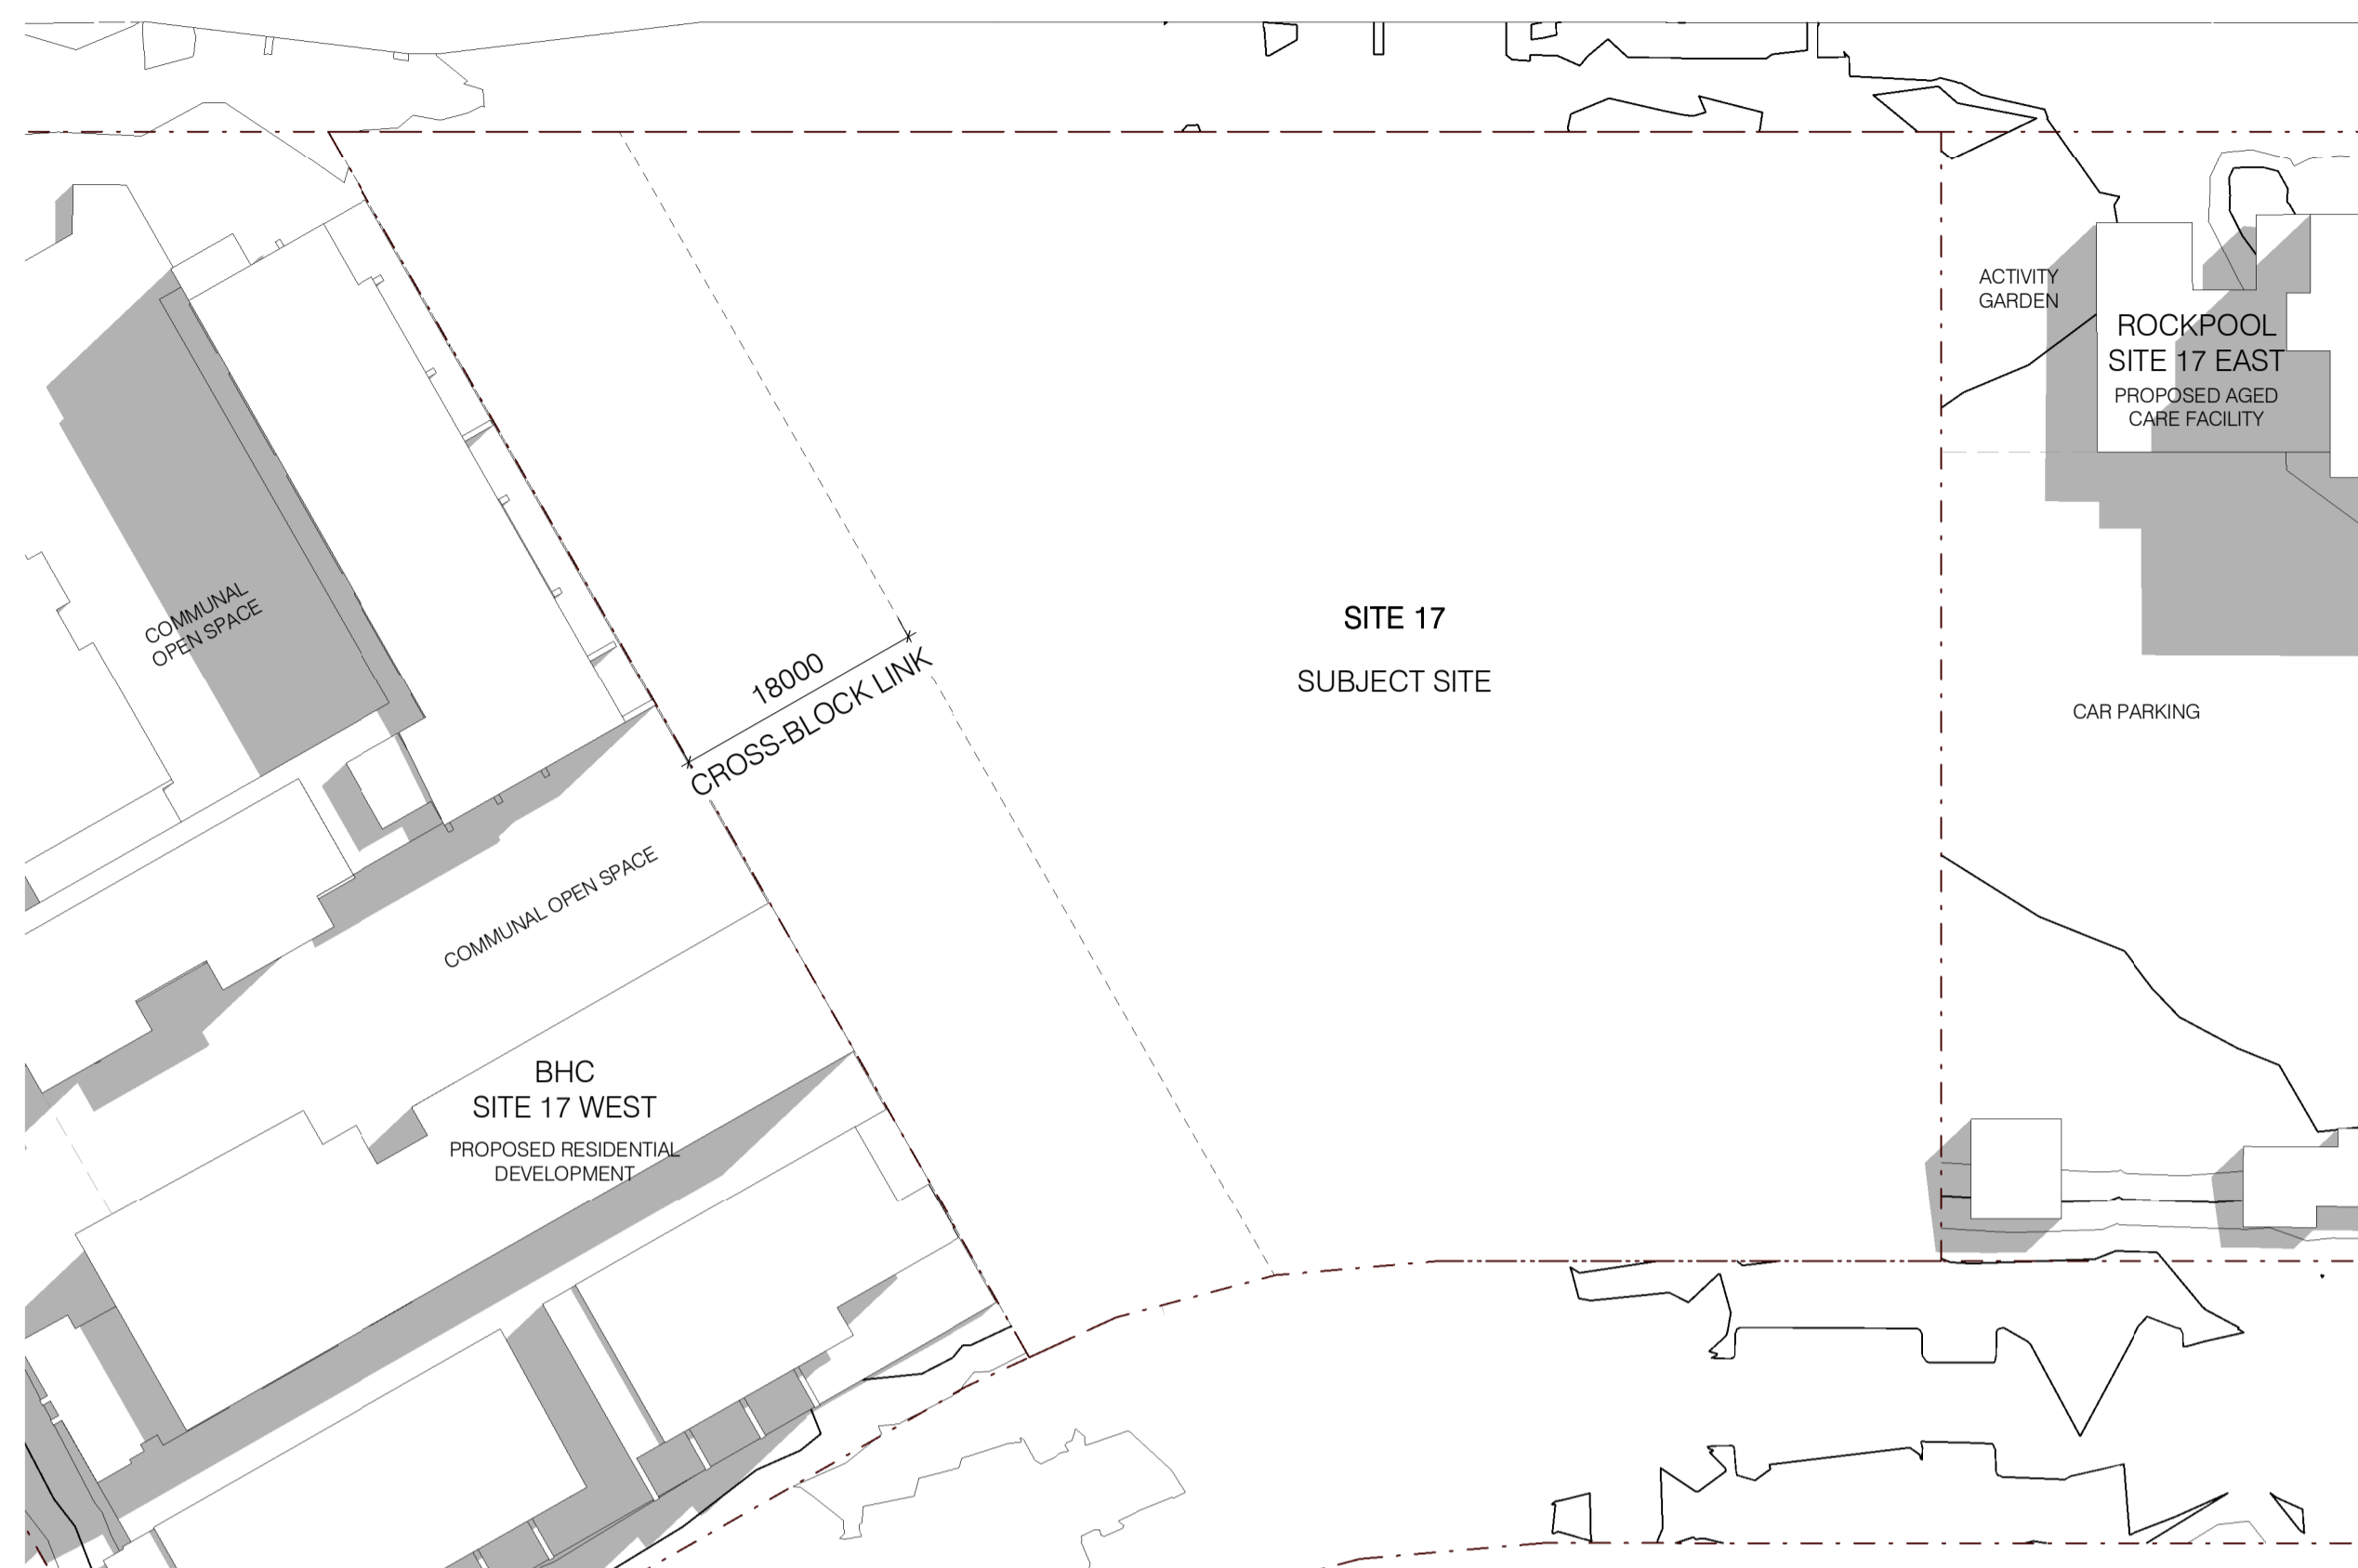 ACTIVITY
GARDEN
ROCKPOOL
SITE 17 EAST
PROPOSED AGED
CARE FACILITY
COMMUNAL
OPEN SPACE
18000
CROSS-BLOCK LINK
SITE 17
SUBJECT SITE
CAR PARKING
COMMUNAL OPEN SPACE
BHC
SITE 17 WEST
PROPOSED RESIDENTIAL
DEVELOPMENT